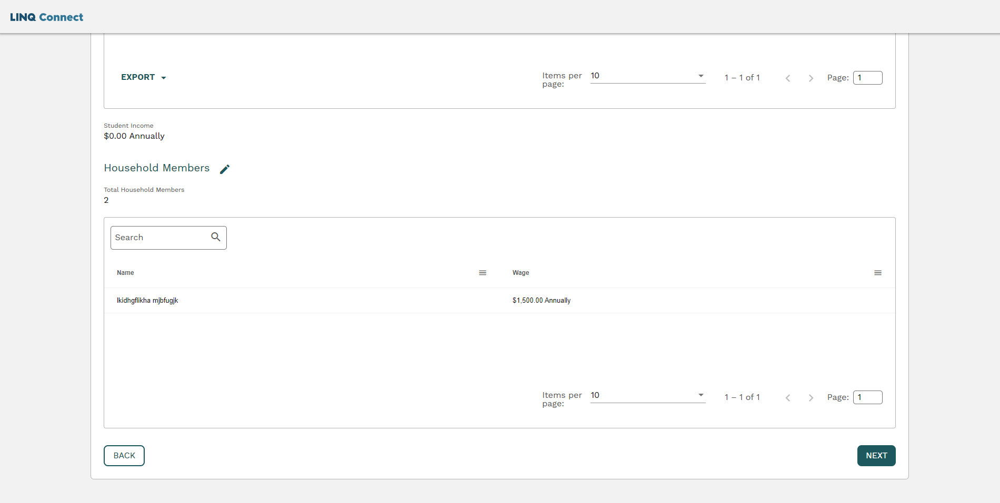 LINQ Connect
EXPORT
Items per page:
10
1 – 1 of 1
Page:
1
Student Income
$0.00 Annually
Household Members
Total Household Members
2
Search
Name
Wage
lkidhgflikha mjbfugjk
$1,500.00 Annually
Items per page:
10
1 – 1 of 1
Page:
1
BACK
NEXT